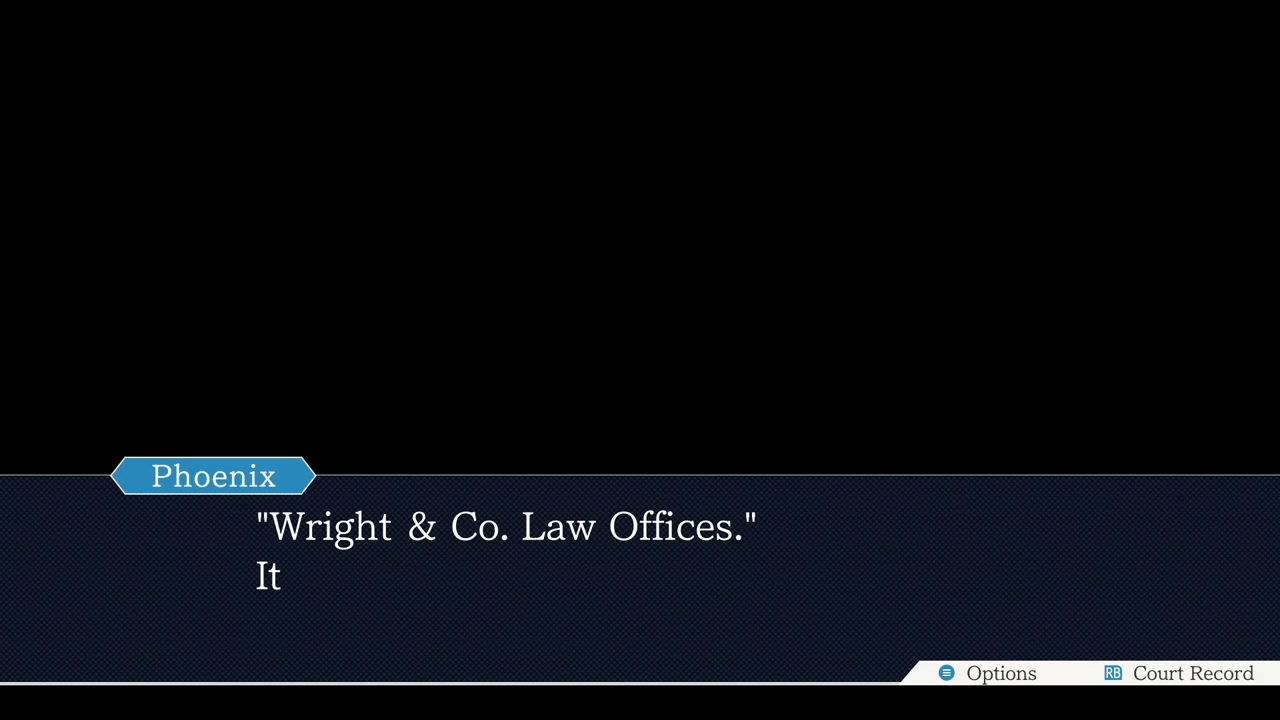 Phoenix
"Wright & Co. Law Offices."
It
Options
RB Court Record